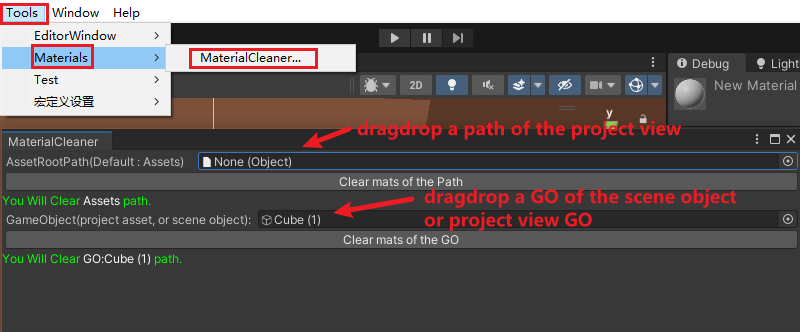 Tools Window
EditorWindow
Materials
MaterialCleaner...
Test
宏定义设置
2D
Debug
Light
New Material
y
MaterialCleaner
dragdrop a path of the project view
AssetRootPath(Default : Assets) None (Object)
Clear mats of the Path
You Will Clear Assets path.
dragdrop a GO of the scene object
or project view GO
GameObject(project asset, or scene object): Cube (1)
Clear mats of the GO
You Will Clear GO:Cube (1) path.